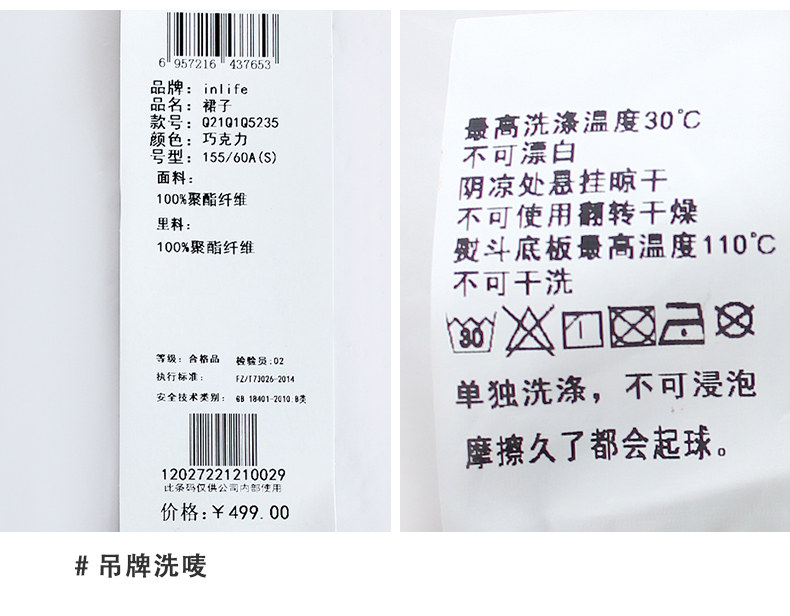 6 957216 437653
品牌: inlife
品名: 裙子
款号: Q21Q1Q5235
颜色: 巧克力
号型: 155/60A(S)
面料:
100%聚酯纤维
里料:
100%聚酯纤维
等级: 合格品 检验员:02
执行标准: FZ/T73026-2014
安全技术类别: GB 18401-2010.B类
12027221210029
此条码仅供公司内部使用
价格:￥499.00
最高洗涤温度30℃
不可漂白
阴凉处悬挂晾干
不可使用翻转干燥
熨斗底板最高温度110℃
不可干洗
30
单独洗涤，不可浸泡
摩擦久了都会起球。
# 吊牌洗唛